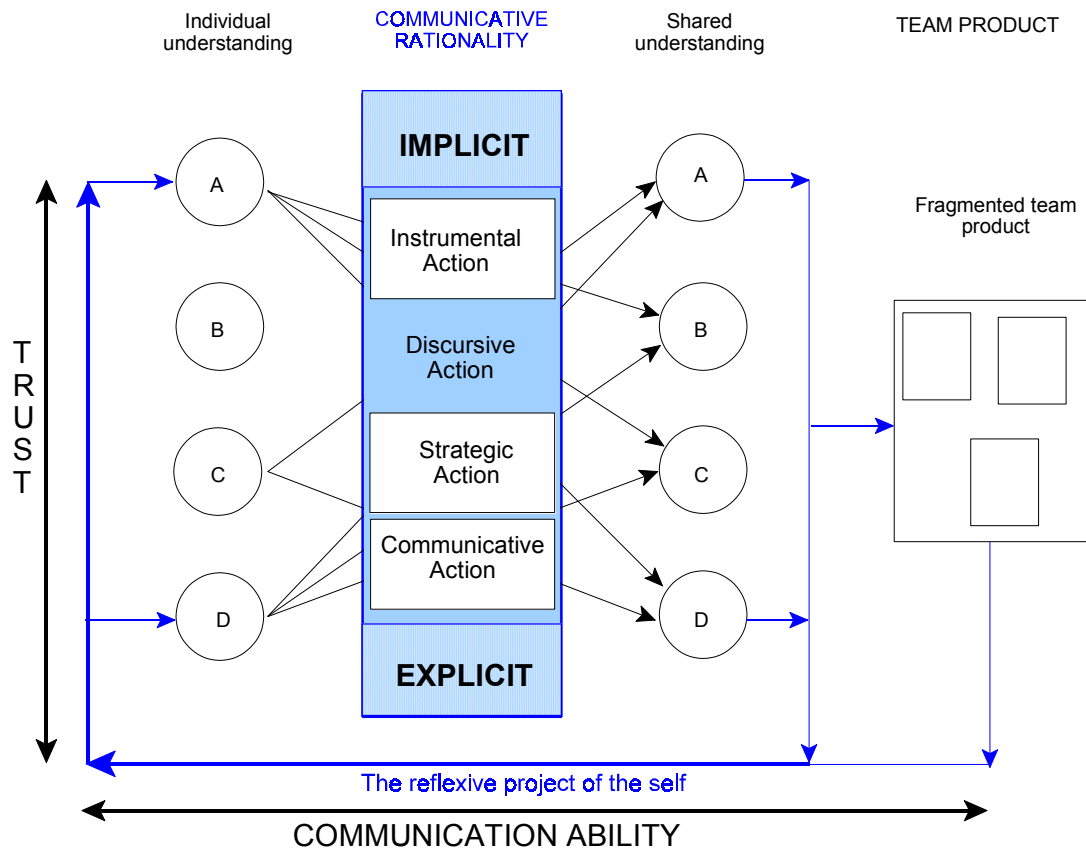 Individual
understanding
COMMUNICATIVE
RATIONALITY
Shared
understanding
TEAM PRODUCT
IMPLICIT
A
A
Instrumental
Action
Fragmented team
product
B
B
Discursive
Action
TRUST
C
Strategic
Action
C
Communicative
Action
D
D
EXPLICIT
The reflexive project of the self
COMMUNICATION ABILITY